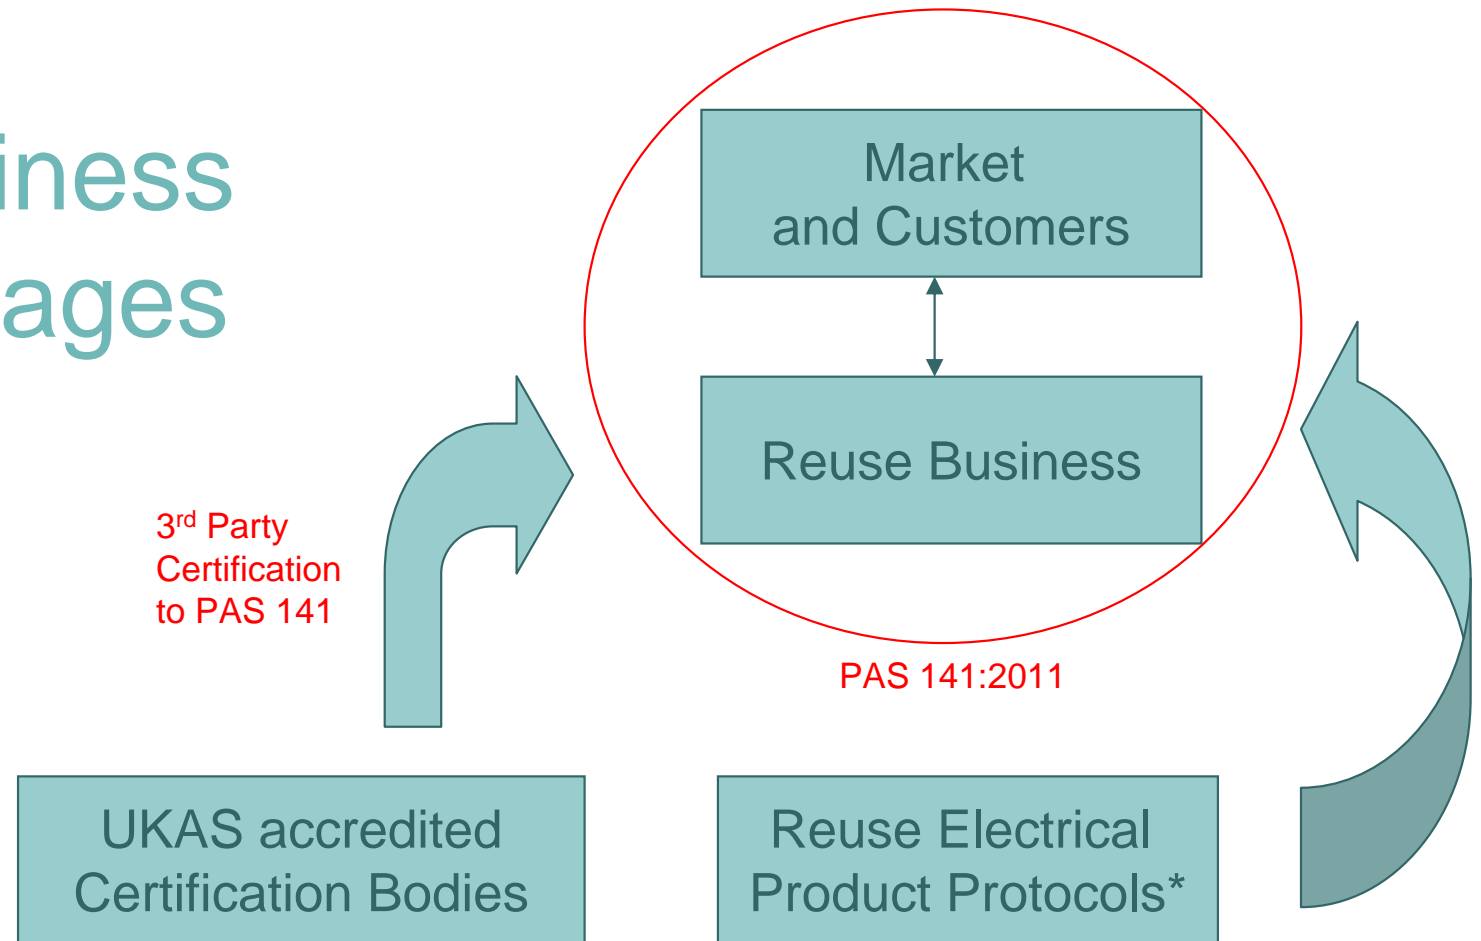 iness
ages
Market
and Customers
Reuse Business
3rd Party
Certification
to PAS 141
PAS 141:2011
UKAS accredited
Certification Bodies
Reuse Electrical
Product Protocols*